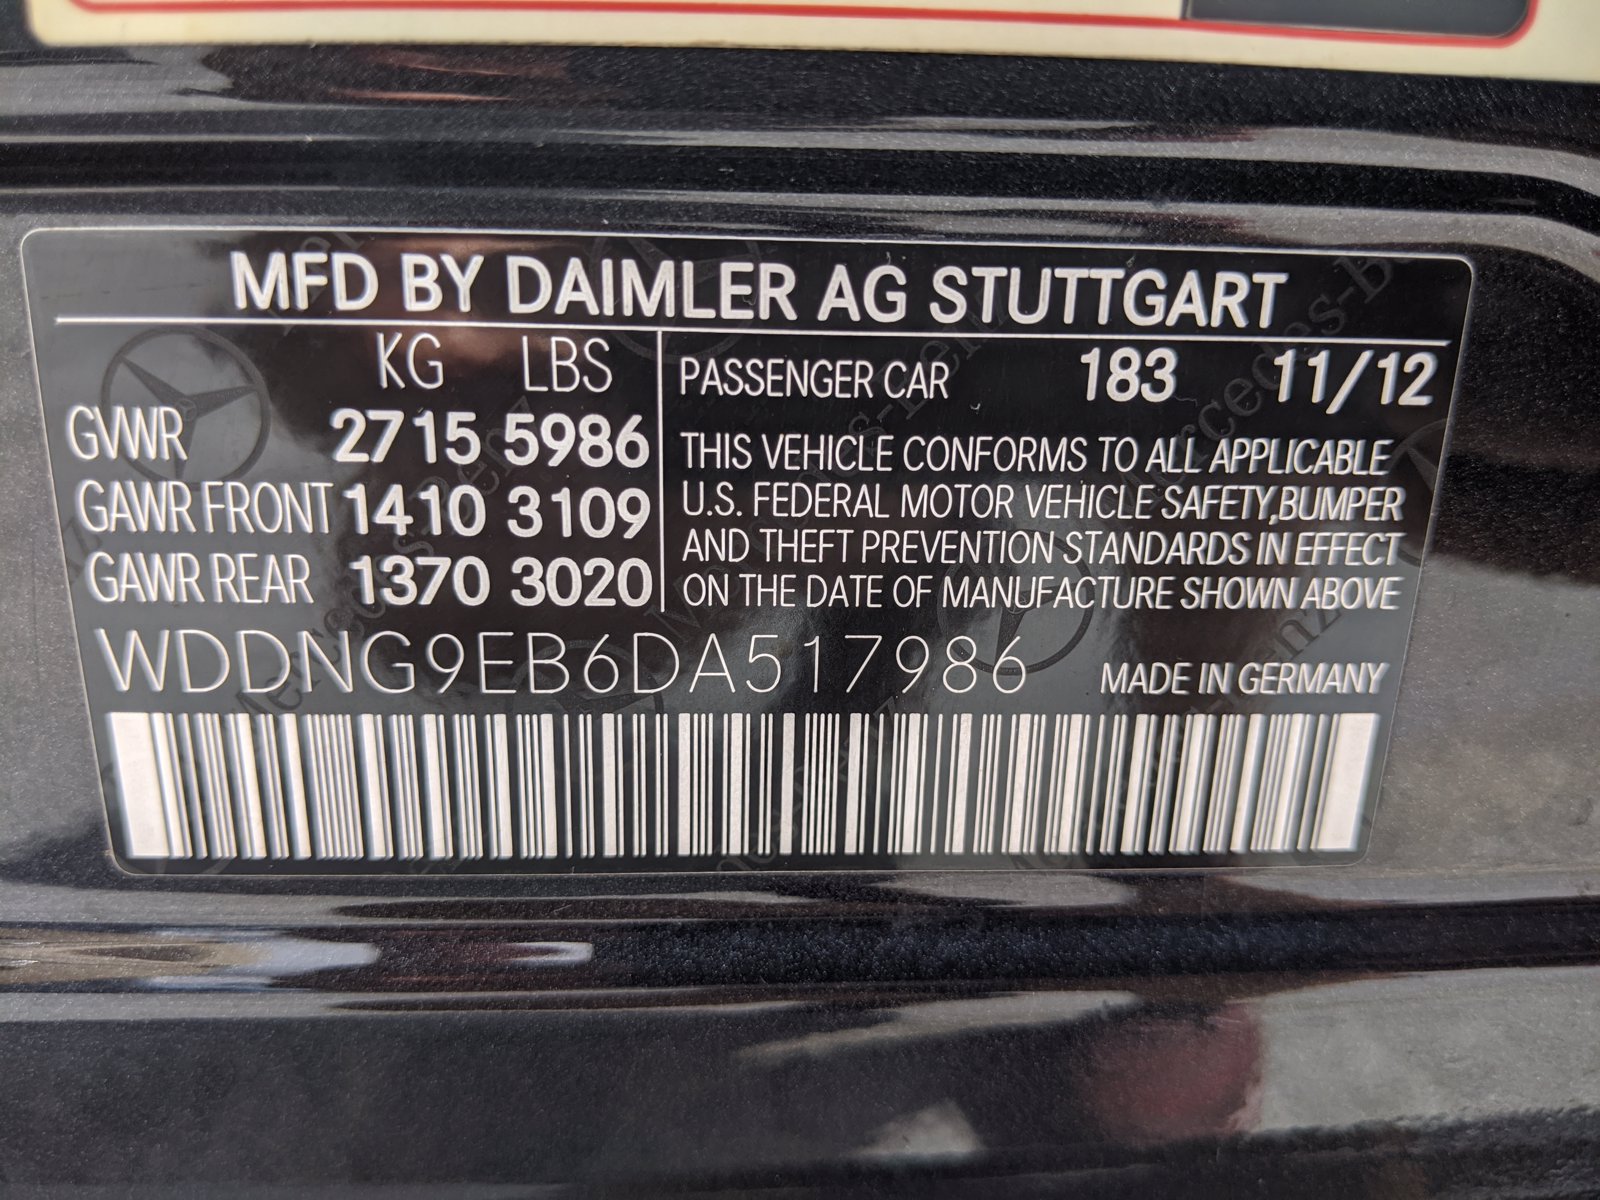 MFD BY DAIMLER AG STUTTGART
KG LBS
GVWR 2715 5986
GAWR FRONT 1410 3109
GAWR REAR 1370 3020
PASSENGER CAR 183 11/12
THIS VEHICLE CONFORMS TO ALL APPLICABLE
U.S. FEDERAL MOTOR VEHICLE SAFETY, BUMPER
AND THEFT PREVENTION STANDARDS IN EFFECT
ON THE DATE OF MANUFACTURE SHOWN ABOVE
WDDNG9EB6DA517986
MADE IN GERMANY